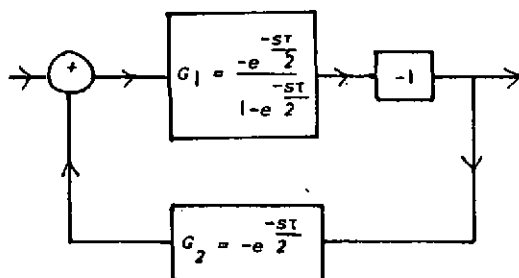 +
G1 = -e^(-sτ/2) / (1-e^(-sτ/2))
-1
G2 = -e^(-sτ/2)